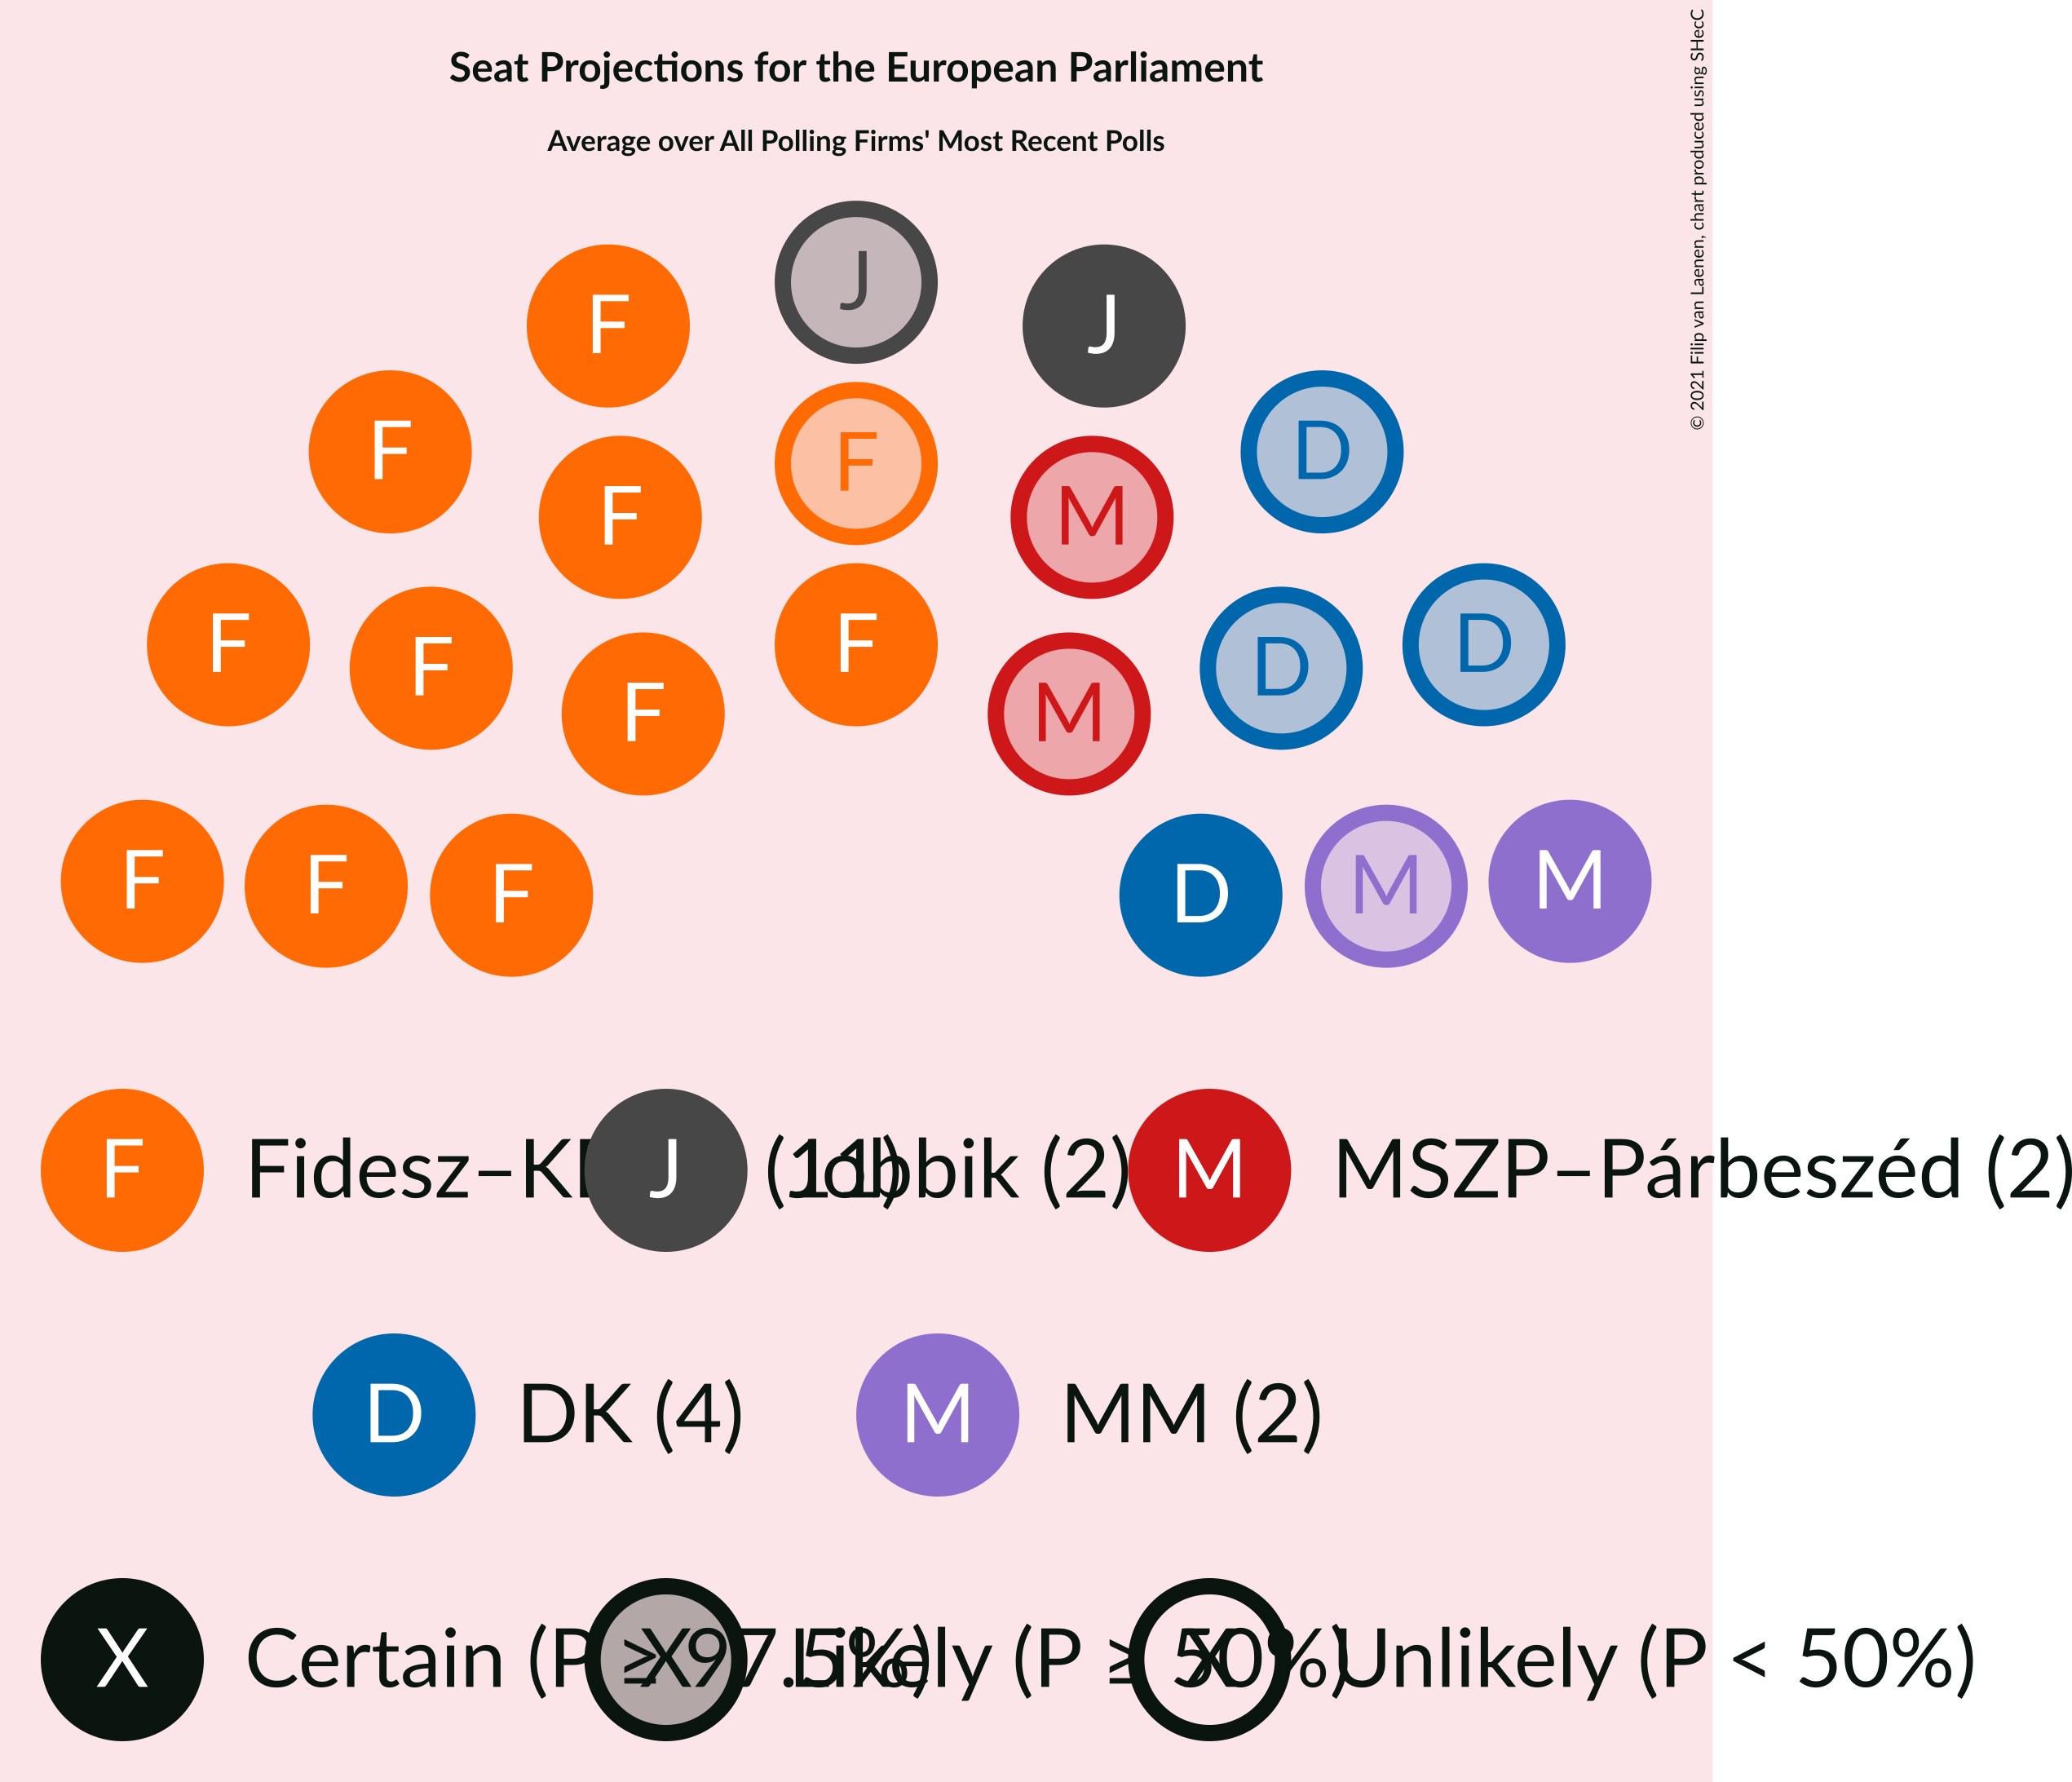 Seat Projections for the European Parliament
Average over All Polling Firms' Most Recent Polls
© 2021 Filip van Laenen, chart produced using SHecC
J
F J
F F D
F M
F F D
F D
F M
F F F D M M
F Fidesz–K (11) J Jobbik (2) M MSZP–Párbeszéd (2)
D DK (4) M MM (2)
X Certain (P ≥ 97.5%) X Likely (P ≥ 50% X Unlikely (P < 50%)